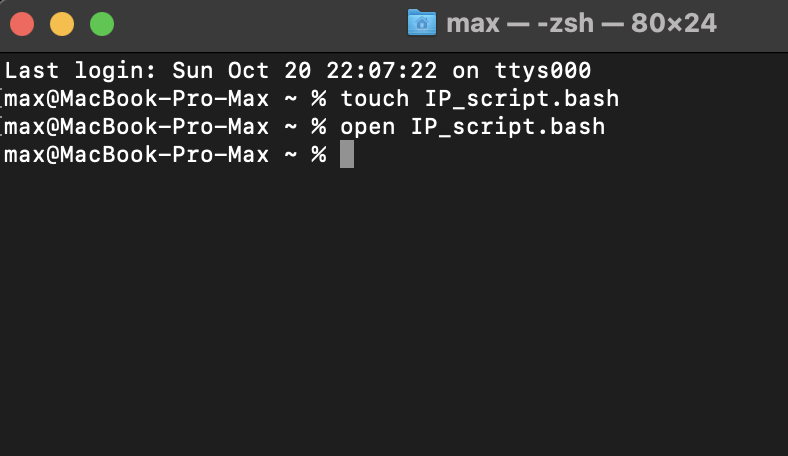 max — -zsh — 80×24
Last login: Sun Oct 20 22:07:22 on ttys000
[max@MacBook-Pro-Max ~ % touch IP_script.bash
[max@MacBook-Pro-Max ~ % open IP_script.bash
max@MacBook-Pro-Max ~ %